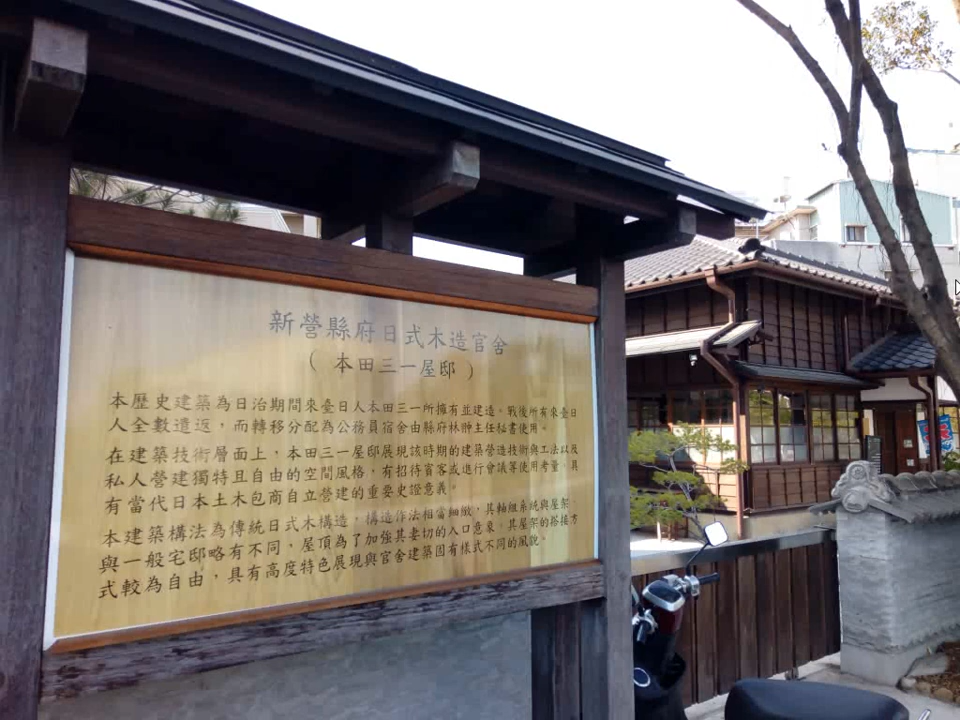 新營縣府日式木造官舍
( 本田三一屋邸 )
本歷史建築為日治期間來臺日人本田三一所擁有並建造。戰後所有來臺日
人全數遣返，而轉移分配為公務員宿舍由縣府林翀主任秘書使用。
在建築技術層面上，本田三一屋邸展現該時期的建築營造技術與工法以及
私人營建獨特且自由的空間風格，有招待賓客或進行會議等使用考量，具
有當代日本土木包商自立營建的重要史證意義。
本建築構法為傳統日式木構造，構造作法相當細緻，其軸組系統與屋架
與一般宅邸略有不同，屋頂為了加強其妻切的入口意象，其屋架的搭接方
式較為自由，具有高度特色展現與官舍建築固有樣式不同的風貌。